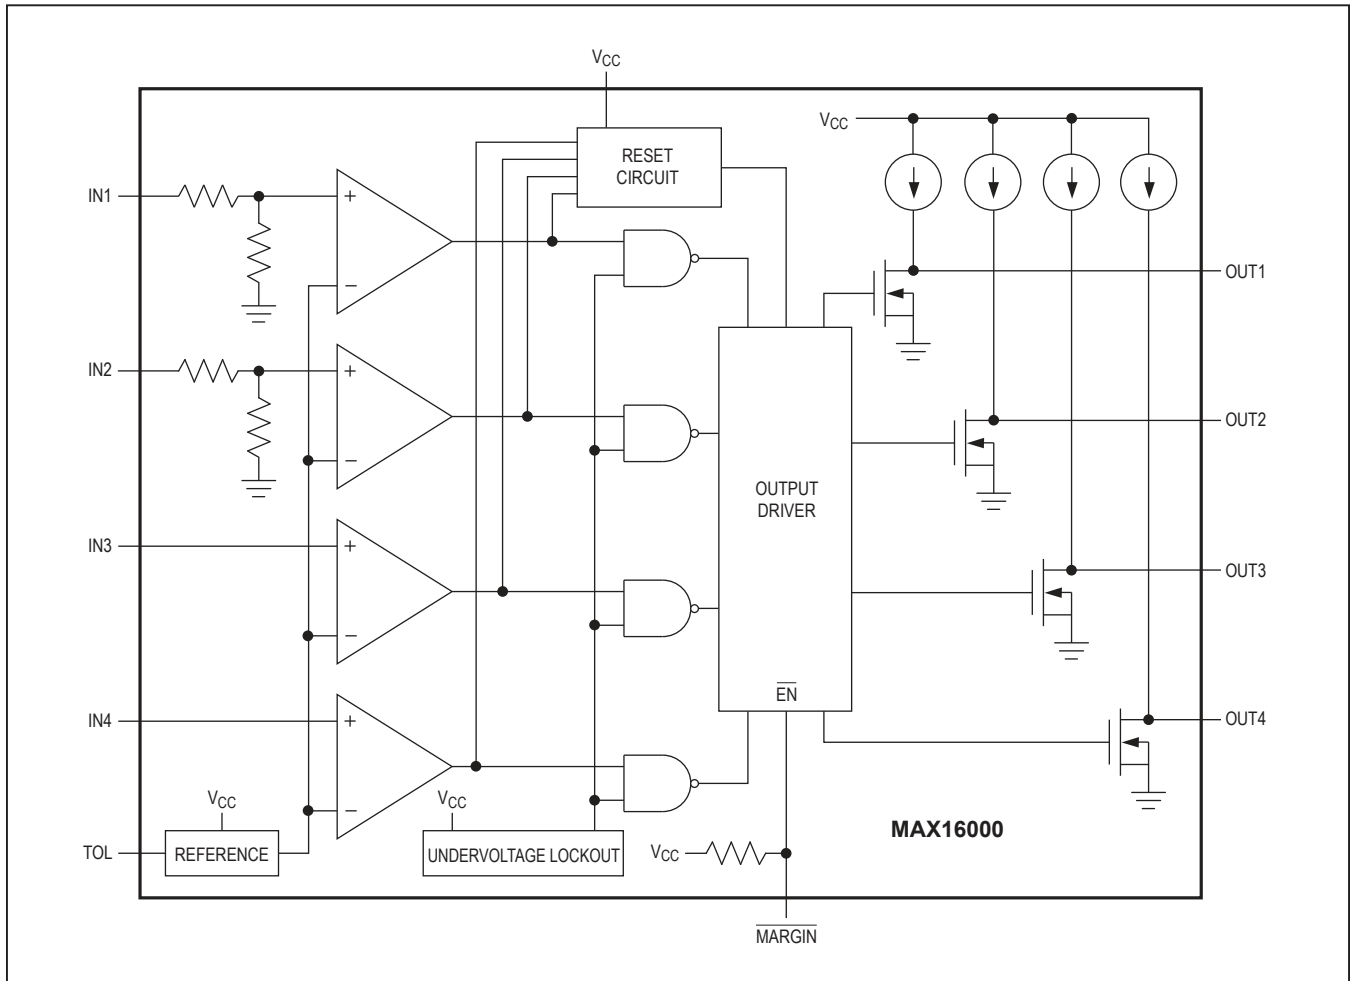 VCC
VCC
RESET
CIRCUIT
IN1
+
−
OUT1
IN2
+
−
OUT2
OUTPUT
DRIVER
IN3
+
−
OUT3
EN
IN4
+
−
OUT4
VCC
VCC
MAX16000
TOL
REFERENCE
UNDERVOLTAGE LOCKOUT
VCC
MARGIN